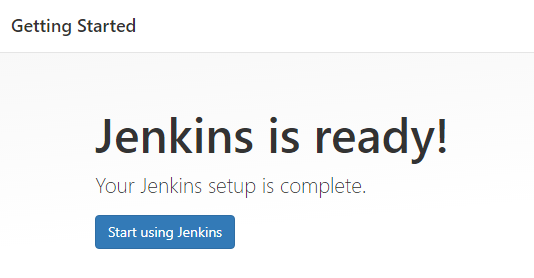 Getting Started
Jenkins is ready!
Your Jenkins setup is complete.
Start using Jenkins